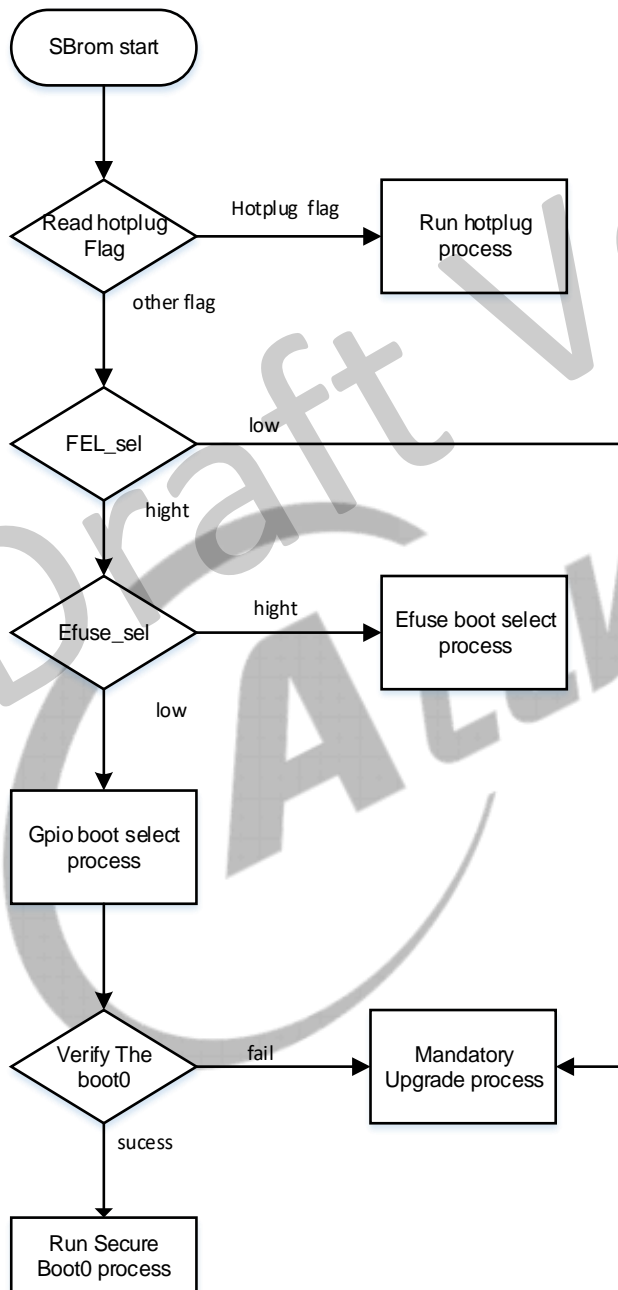 SBrom start
Read hotplug
Flag
Hotplug flag
Run hotplug
process
other flag
FEL_sel
low
hight
Efuse_sel
hight
Efuse boot select
process
low
Gpio boot select
process
Verify The
boot0
fail
Mandatory
Upgrade process
sucess
Run Secure
Boot0 process
Draft V